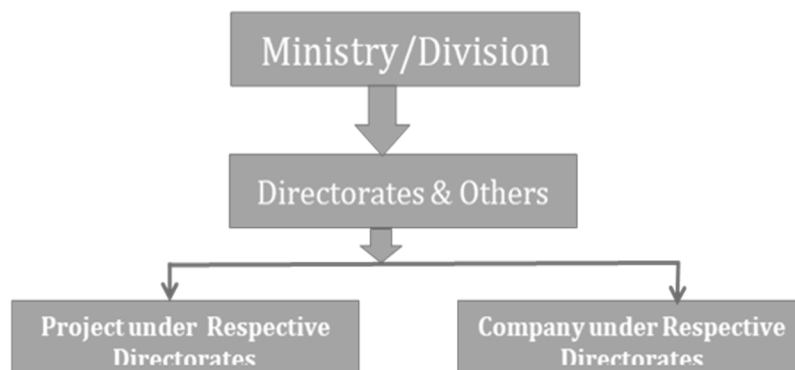 Ministry/Division
Directorates & Others
Project under Respective
Directorates
Company under Respective
Directorates